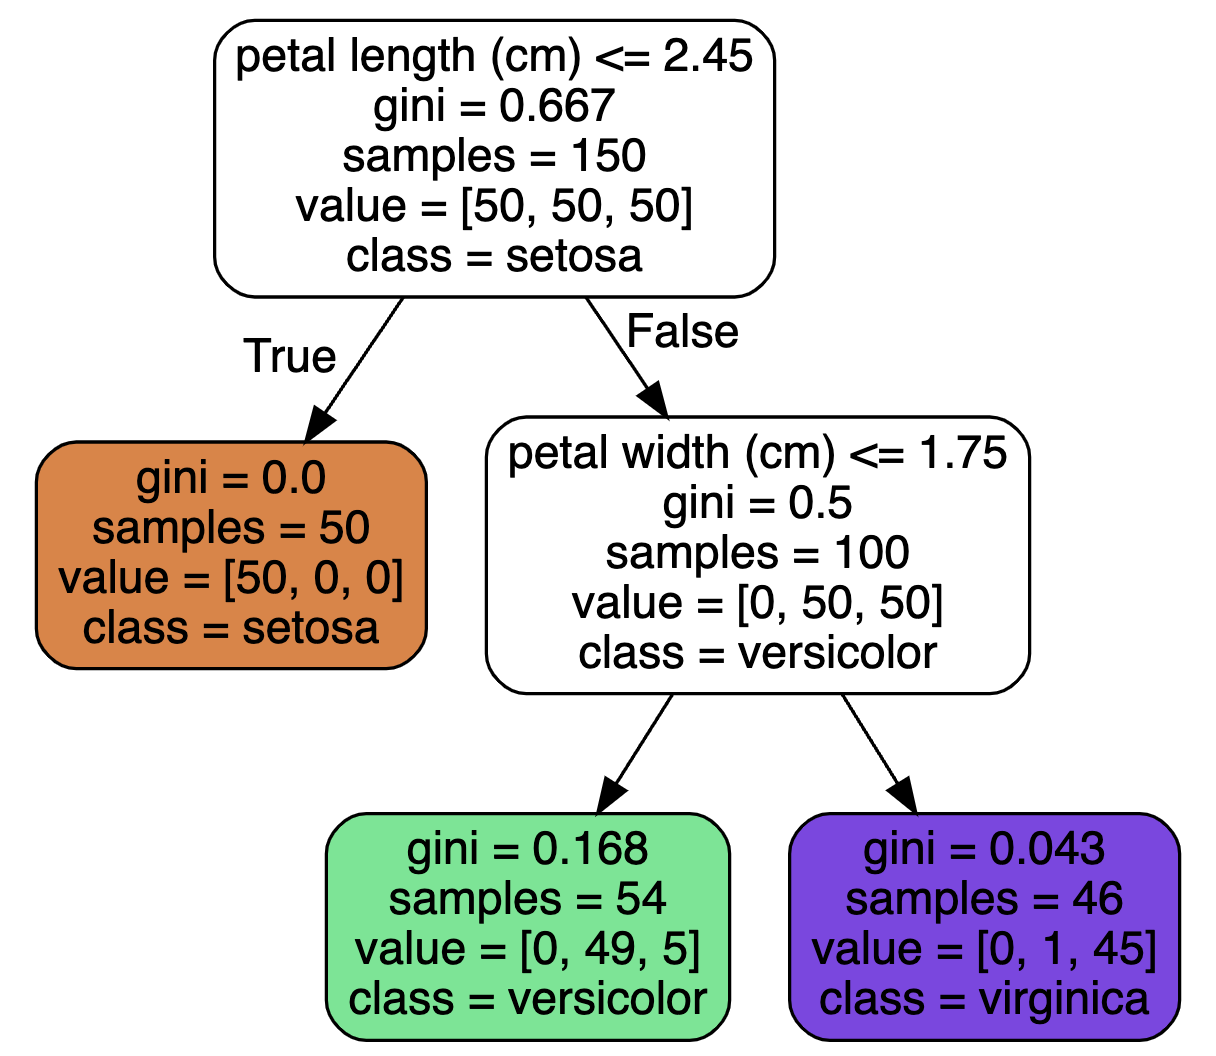 petal length (cm) <= 2.45
gini = 0.667
samples = 150
value = [50, 50, 50]
class = setosa
True
False
gini = 0.0
samples = 50
value = [50, 0, 0]
class = setosa
petal width (cm) <= 1.75
gini = 0.5
samples = 100
value = [0, 50, 50]
class = versicolor
gini = 0.168
samples = 54
value = [0, 49, 5]
class = versicolor
gini = 0.043
samples = 46
value = [0, 1, 45]
class = virginica